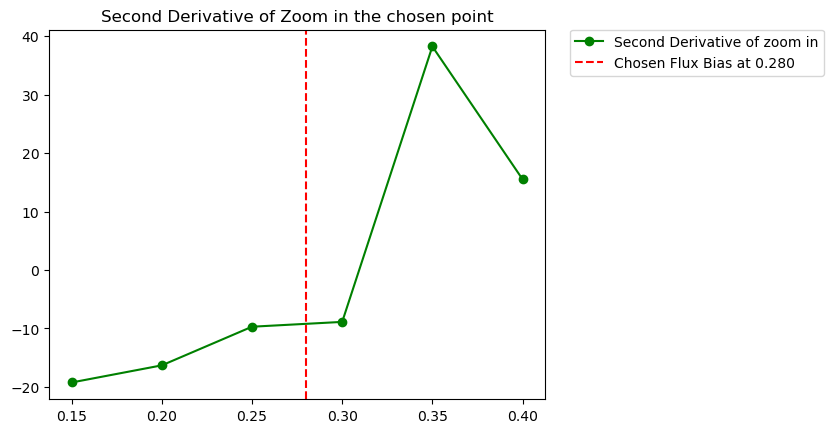 Second Derivative of Zoom in the chosen point
Second Derivative of zoom in
Chosen Flux Bias at 0.280
40
30
20
10
0
−10
−20
0.15 0.20 0.25 0.30 0.35 0.40